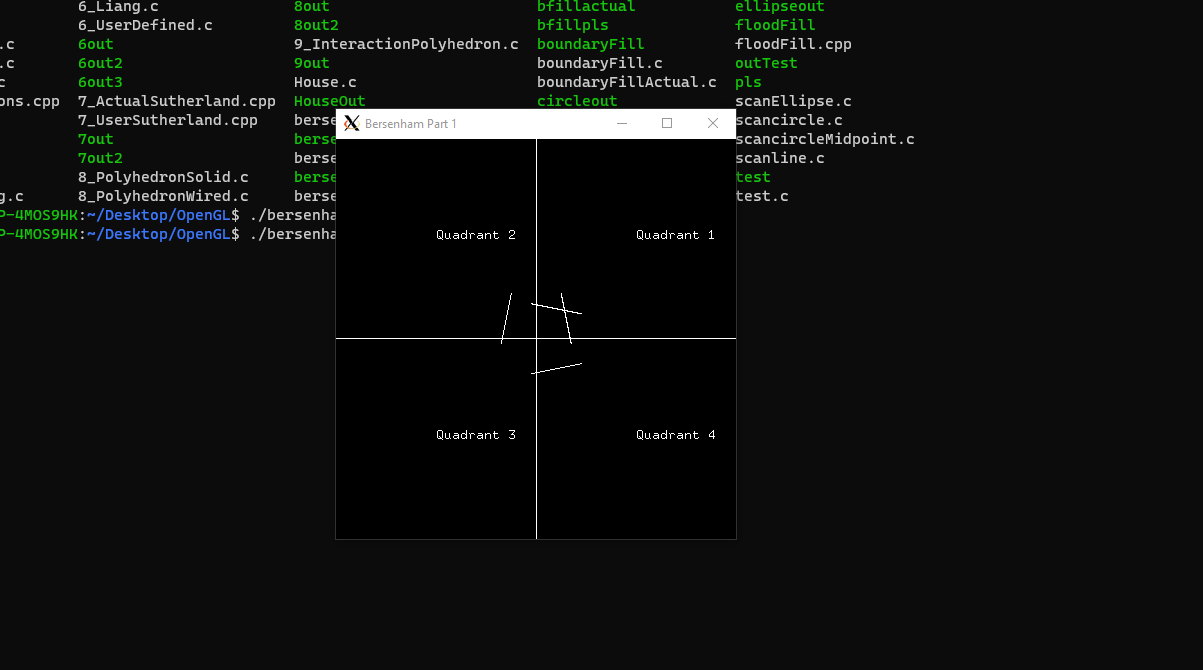 6_Liang.c 8out bfillactual ellipseout
6_UserDefined.c 8out2 bfillpls floodFill
.c 6out 9_InteractionPolyhedron.c boundaryFill floodFill.cpp
.c 6out2 9out boundaryFill.c outTest
c 6out3 House.c boundaryFillActual.c pls
ons.cpp 7_ActualSutherland.cpp HouseOut circleout scanEllipse.c
7_UserSutherland.cpp berse scancircle.c
7out berse scancircleMidpoint.c
7out2 berse scanline.c
8_PolyhedronSolid.c berse test
g.c 8_PolyhedronWired.c berse test.c
P-4MOS9HK:~/Desktop/OpenGL$ ./bersenha
P-4MOS9HK:~/Desktop/OpenGL$ ./bersenha
Bersenham Part 1
Quadrant 2 Quadrant 1
Quadrant 3 Quadrant 4